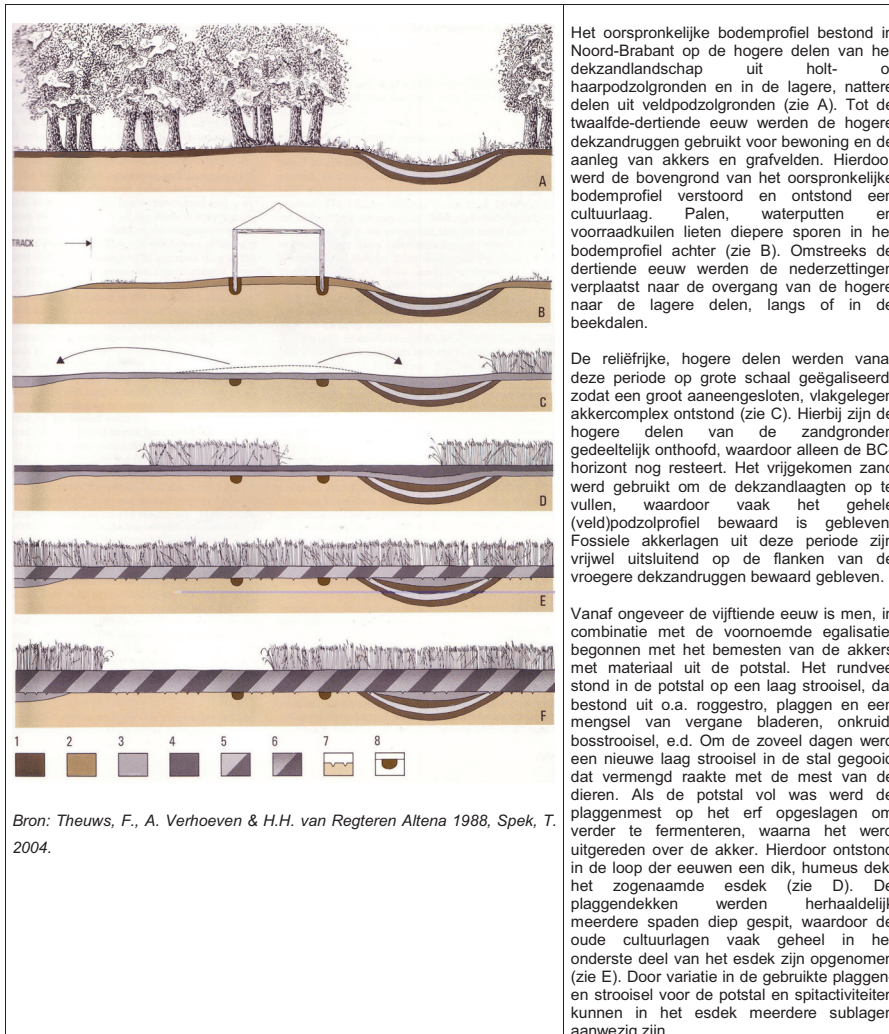 A
TRACK
B
C
D
E
F
1 2 3 4 5 6 7 8
Bron: Theuws, F., A. Verhoeven & H.H. van Regteren Altena 1988, Spek, T.
2004.
Het oorspronkelijke bodemprofiel bestond in
Noord-Brabant op de hogere delen van he
dekzandlandschap uit holt- o
haarpodzolgronden en in de lagere, nattere
delen uit veldpodzolgronden (zie A). Tot de
twaalfde-dertiende eeuw werden de hogere
dekzandruggen gebruikt voor bewoning en de
aanleg van akkers en grafvelden. Hierdoo
werd de bovengrond van het oorspronkelijke
bodemprofiel verstoord en ontstond een
cultuurlaag. Palen, waterputten en
voorraadkuilen lieten diepere sporen in he
bodemprofiel achter (zie B). Omstreeks de
dertiende eeuw werden de nederzettingen
verplaatst naar de overgang van de hogere
naar de lagere delen, langs of in de
beekdalen.
De reliëfrijke, hogere delen werden vana
deze periode op grote schaal geëgaliseerd
zodat een groot aaneengesloten, vlakgelegen
akkercomplex ontstond (zie C). Hierbij zijn de
hogere delen van de zandgronden
gedeeltelijk onthoofd, waardoor alleen de BC-
horizont nog resteert. Het vrijgekomen zand
werd gebruikt om de dekzandlaagten op te
vullen, waardoor vaak het gehele
(veld)podzolprofiel bewaard is gebleven
Fossiele akkerlagen uit deze periode zijn
vrijwel uitsluitend op de flanken van de
vroegere dekzandruggen bewaard gebleven.
Vanaf ongeveer de vijftiende eeuw is men, in
combinatie met de voornoemde egalisatie
begonnen met het bemesten van de akkers
met materiaal uit de potstal. Het rundvee
stond in de potstal op een laag strooisel, da
bestond uit o.a. roggestro, plaggen en een
mengsel van vergane bladeren, onkruid
bosstrooisel, e.d. Om de zoveel dagen werd
een nieuwe laag strooisel in de stal gegooid
dat vermengd raakte met de mest van de
dieren. Als de potstal vol was werd de
plaggenmest op het erf opgeslagen om
verder te fermenteren, waarna het werd
uitgereden over de akker. Hierdoor ontstond
in de loop der eeuwen een dik, humeus dek
het zogenaamde esdek (zie D). De
plaggendekken werden herhaaldelijk
meerdere spaden diep gespit, waardoor de
oude cultuurlagen vaak geheel in he
onderste deel van het esdek zijn opgenomen
(zie E). Door variatie in de gebruikte plaggen
en strooisel voor de potstal en spitactiviteiten
kunnen in het esdek meerdere sublagen
aanwezig zijn